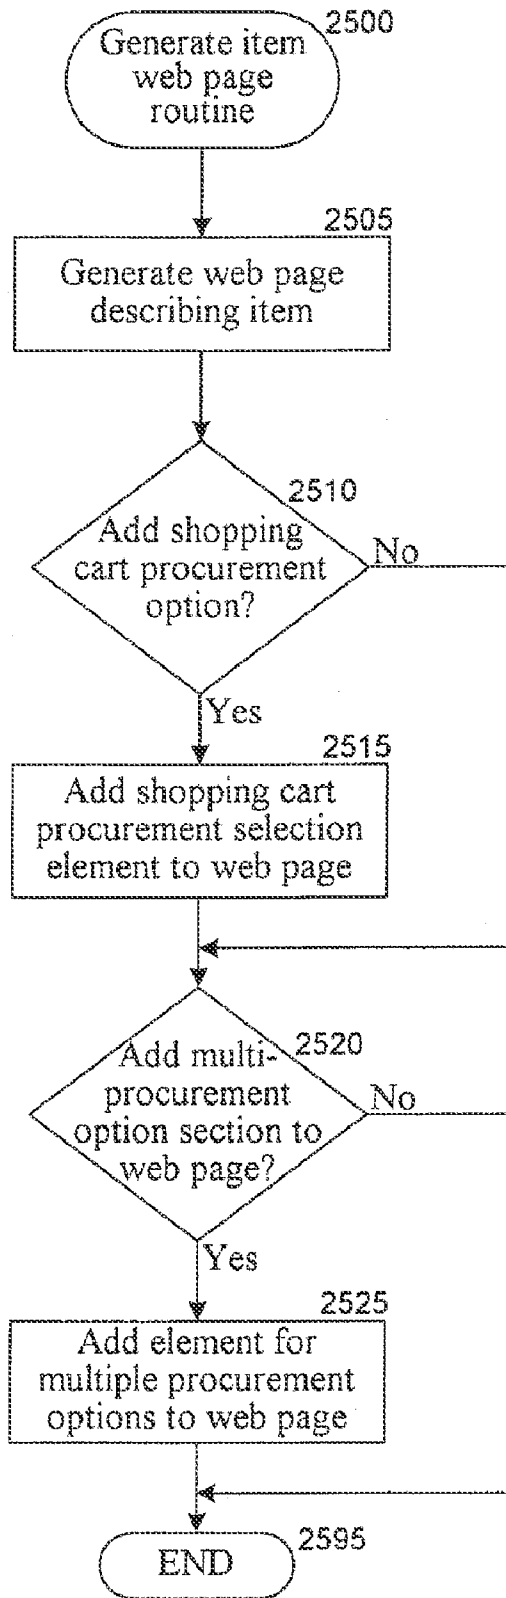 2500
Generate item
web page
routine
2505
Generate web page
describing item
2510
Add shopping
cart procurement
option?
No
Yes
2515
Add shopping cart
procurement selection
element to web page
2520
Add multi-
procurement
option section to
web page?
No
Yes
2525
Add element for
multiple procurement
options to web page
2595
END